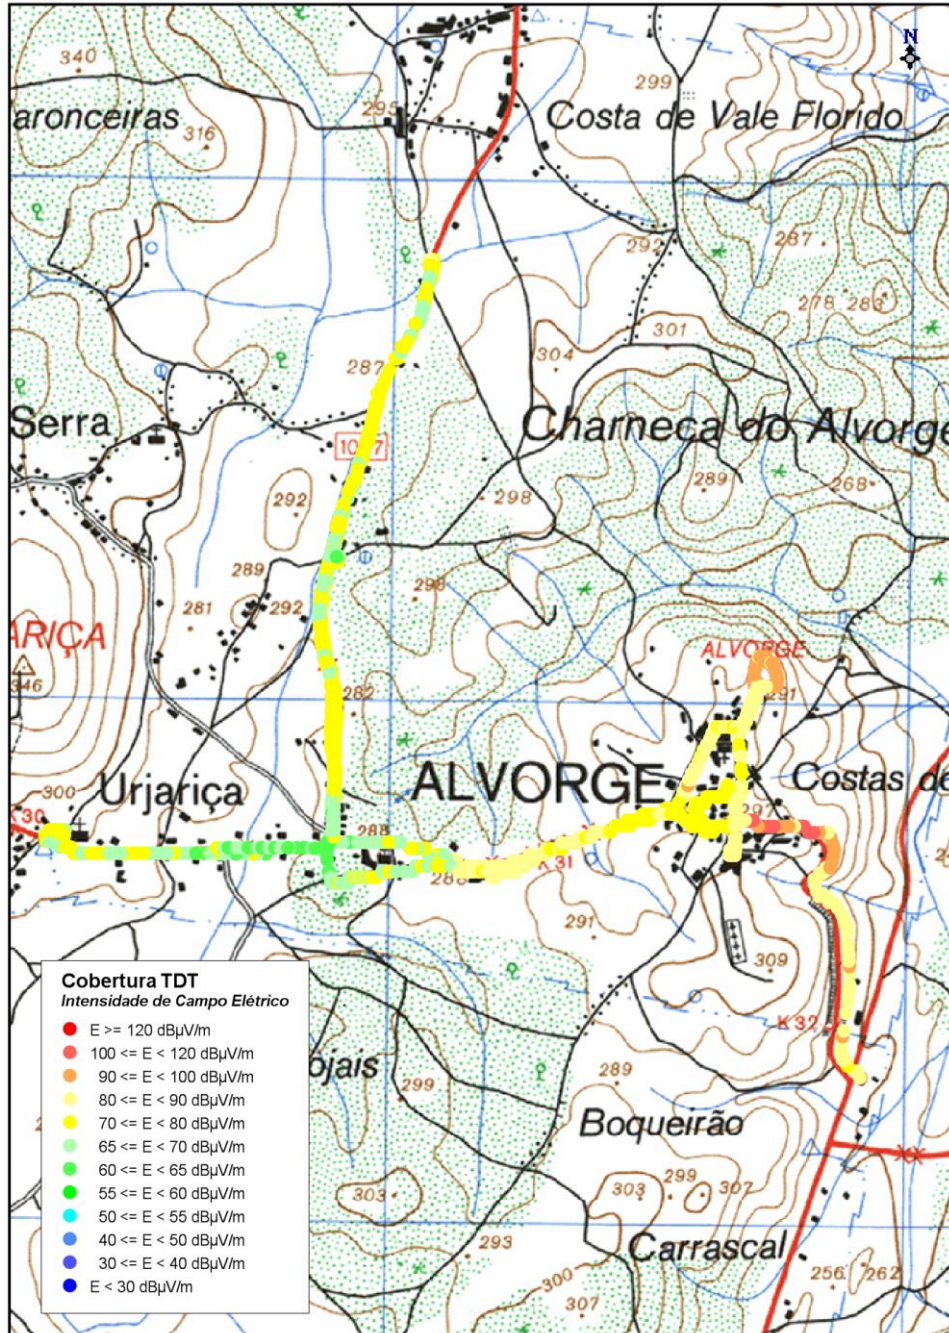 N
340
299
295
aronceiras
Costa de Vale Florido
316
292
287
278
283
301
304
287
Serra
Charneca do Alvorge
292
298
289
268
289
298
281
292
ARIÇA
ALVORGE
346
291
282
300
Urjariça
ALVORGE
Costas de
K30
288
297
K31
288
291
309
K32
Cobertura TDT
Intensidade de Campo Elétrico
E >= 120 dBµV/m
100 <= E < 120 dBµV/m
90 <= E < 100 dBµV/m
80 <= E < 90 dBµV/m
70 <= E < 80 dBµV/m
65 <= E < 70 dBµV/m
60 <= E < 65 dBµV/m
55 <= E < 60 dBµV/m
50 <= E < 55 dBµV/m
40 <= E < 50 dBµV/m
30 <= E < 40 dBµV/m
E < 30 dBµV/m
ojais
299
289
Boqueirão
303
303
299
307
293
Carrascal
256
262
300
307